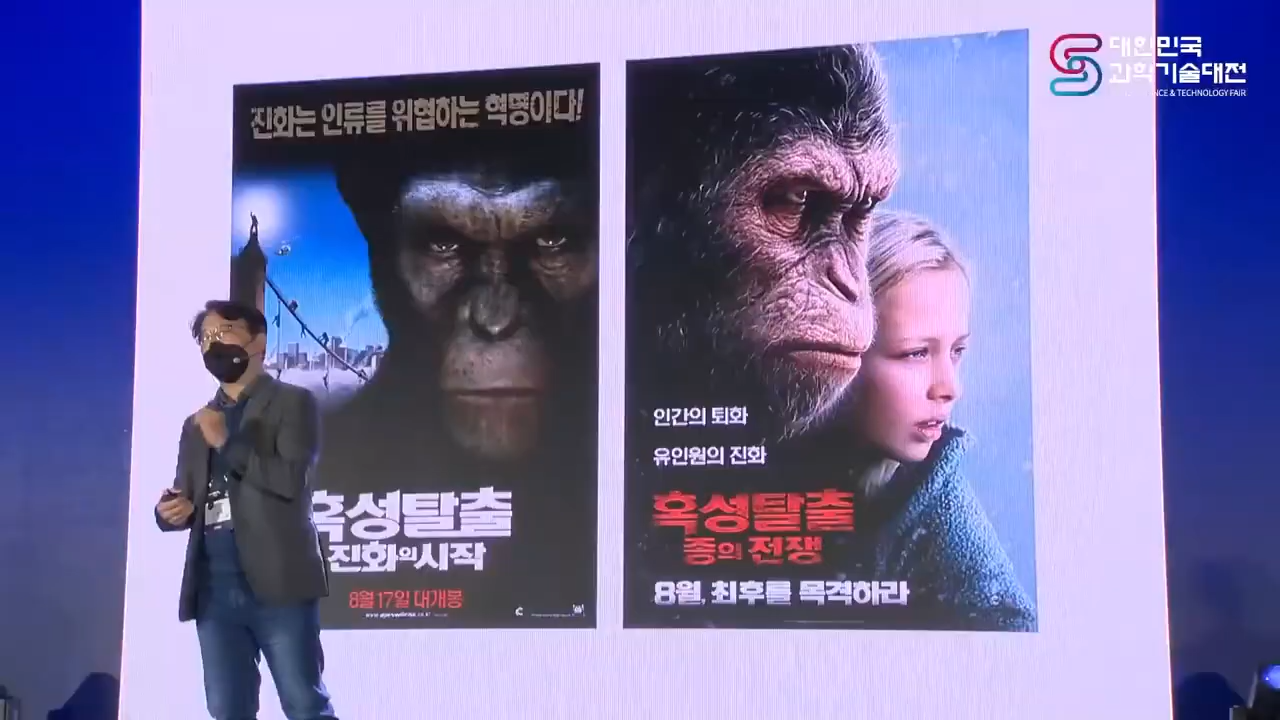 대한민국
과학기술대전
SCIENCE & TECHNOLOGY FAIR
진화는 인류를 위협하는 혁명이다!
혹성탈출
진화의 시작
8월 17일 대개봉
인간의 퇴화
유인원의 진화
혹성탈출
종의 전쟁
8월, 최후를 목격하라